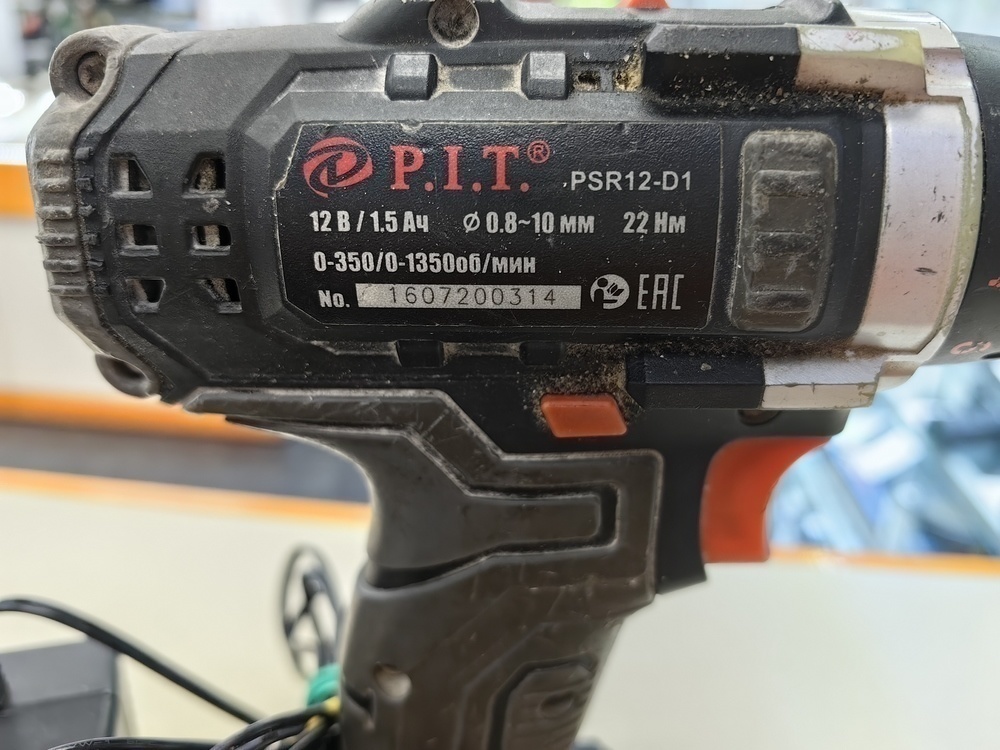 P.I.T.® PSR12-D1
12 В / 1.5 Ач Ø 0.8~10 мм 22 Нм
0-350/0-1350об/мин
No. 1607200314 EAC